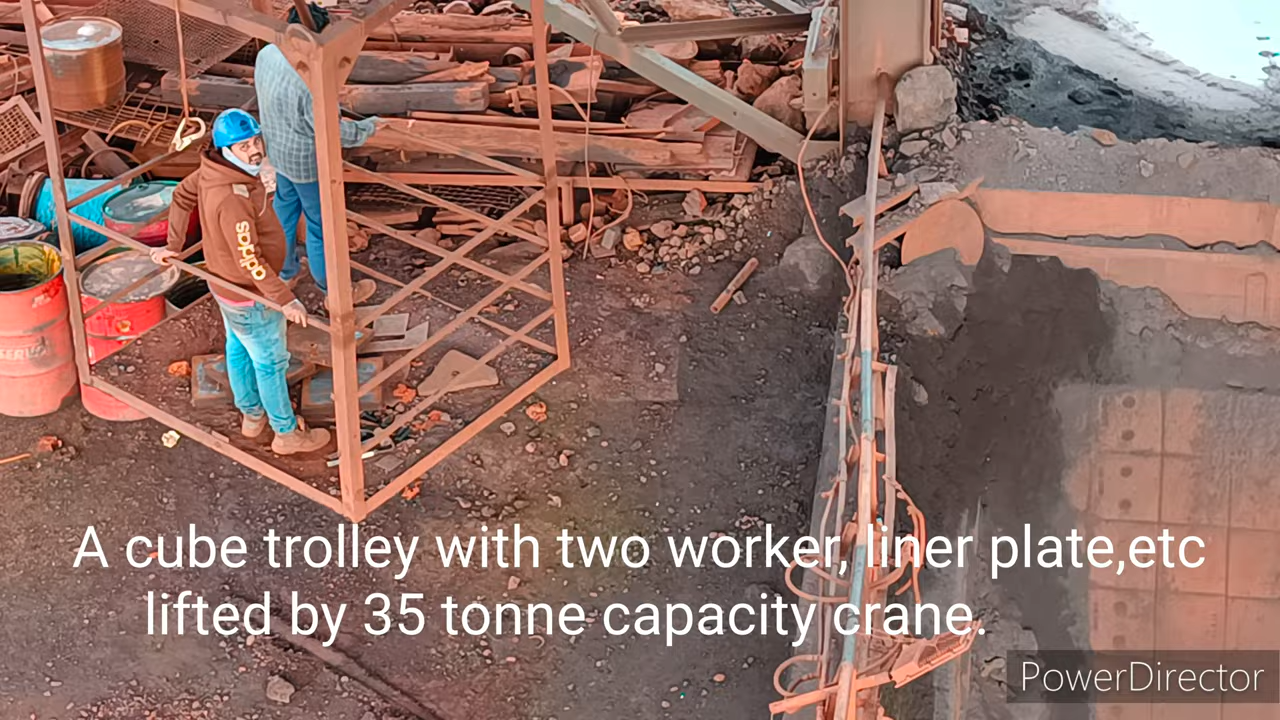 adidas
A cube trolley with two worker, liner plate,etc
lifted by 35 tonne capacity crane.
PowerDirector